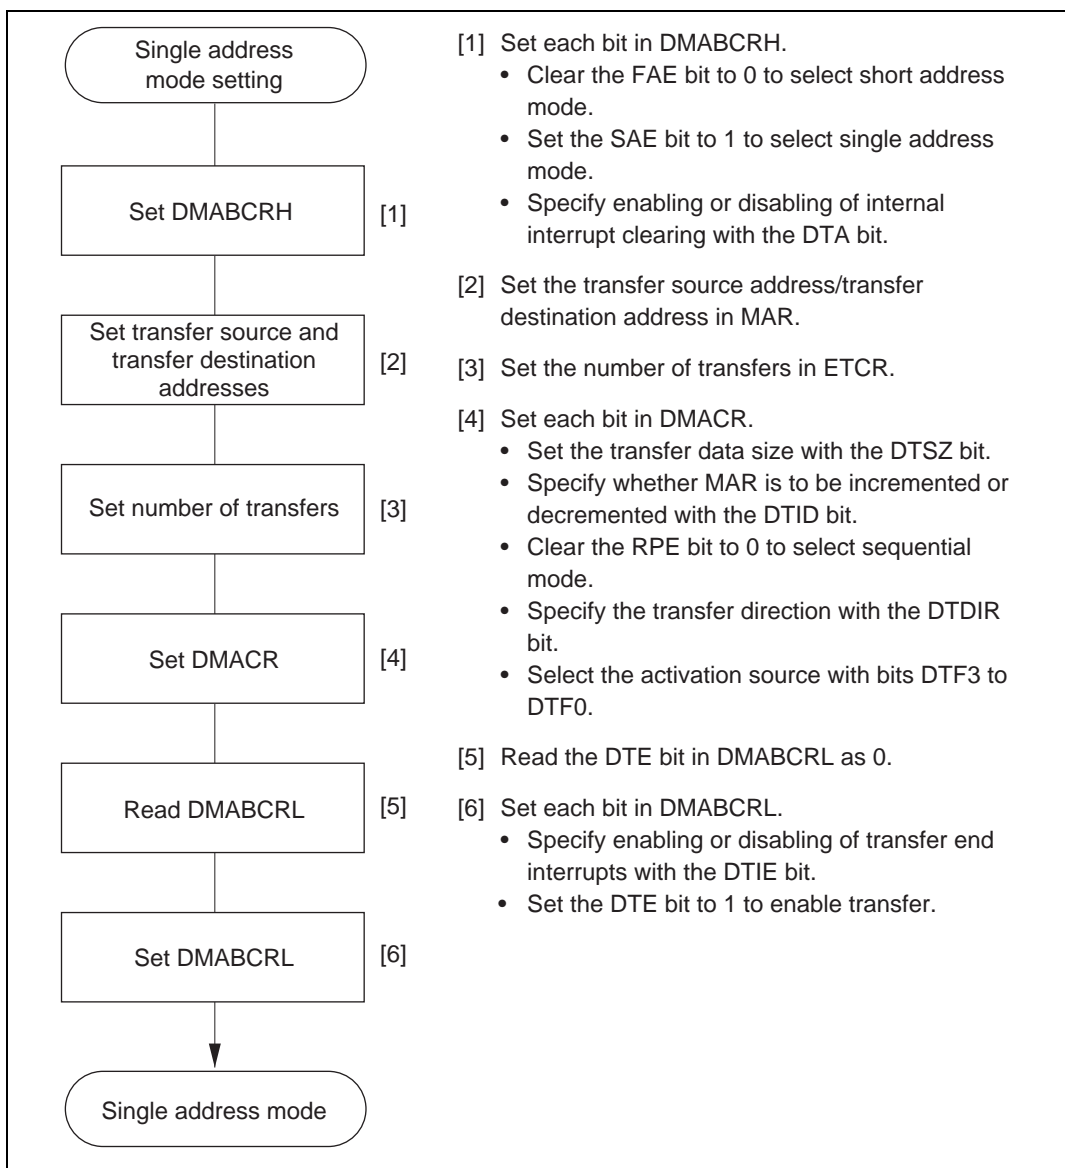 Single address
mode setting
Set DMABCRH
[1]
Set transfer source and
transfer destination
addresses
[2]
Set number of transfers
[3]
Set DMACR
[4]
Read DMABCRL
[5]
Set DMABCRL
[6]
Single address mode
[1] Set each bit in DMABCRH.
• Clear the FAE bit to 0 to select short address
mode.
• Set the SAE bit to 1 to select single address
mode.
• Specify enabling or disabling of internal
interrupt clearing with the DTA bit.
[2] Set the transfer source address/transfer
destination address in MAR.
[3] Set the number of transfers in ETCR.
[4] Set each bit in DMACR.
• Set the transfer data size with the DTSZ bit.
• Specify whether MAR is to be incremented or
decremented with the DTID bit.
• Clear the RPE bit to 0 to select sequential
mode.
• Specify the transfer direction with the DTDIR
bit.
• Select the activation source with bits DTF3 to
DTF0.
[5] Read the DTE bit in DMABCRL as 0.
[6] Set each bit in DMABCRL.
• Specify enabling or disabling of transfer end
interrupts with the DTIE bit.
• Set the DTE bit to 1 to enable transfer.